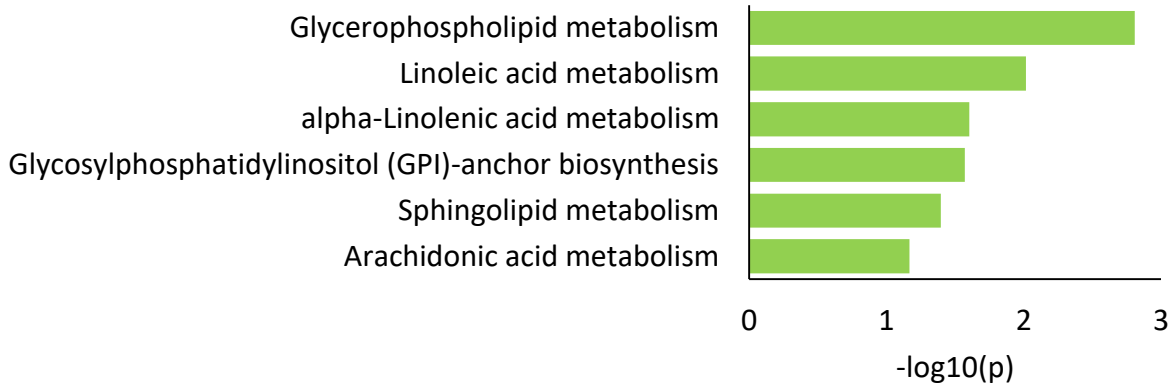 Glycerophospholipid metabolism
Linoleic acid metabolism
alpha-Linolenic acid metabolism
Glycosylphosphatidylinositol (GPI)-anchor biosynthesis
Sphingolipid metabolism
Arachidonic acid metabolism
0 1 2 3
-log10(p)